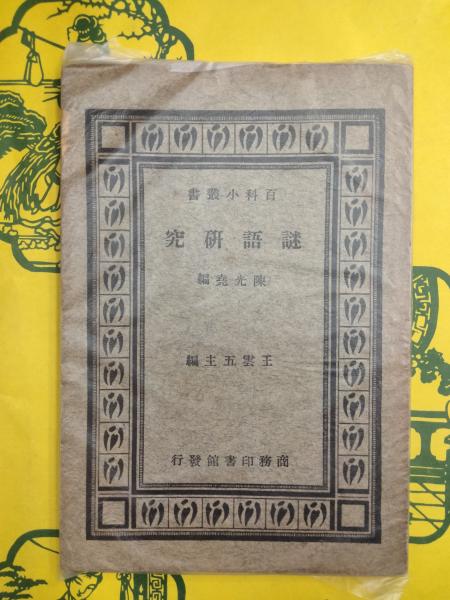 百科小叢書
謎語研究
陳光堯編
王雲五主編
商務印書館發行